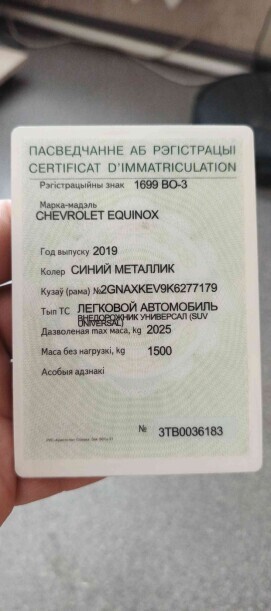 ПАСВЕДЧАННЕ АБ РЭГІСТРАЦЫІ
CERTIFICAT D'IMMATRICULATION
Рэгістрацыйны знак 1699 BO-3
Марка-мадэль
CHEVROLET EQUINOX
Год выпуску 2019
Колер СИНИЙ МЕТАЛЛИК
Кузаў (рама) №2GNAXKEV9K6277179
Тып ТС ЛЕГКОВОЙ АВТОМОБИЛЬ
ВНЕДОРОЖНИК УНИВЕРСАЛ (SUV
UNIVERSAL)
Дазволеная max маса, kg 2025
Маса без нагрузкі, kg 1500
Асобыя адзнакі
№ 3TB0036183